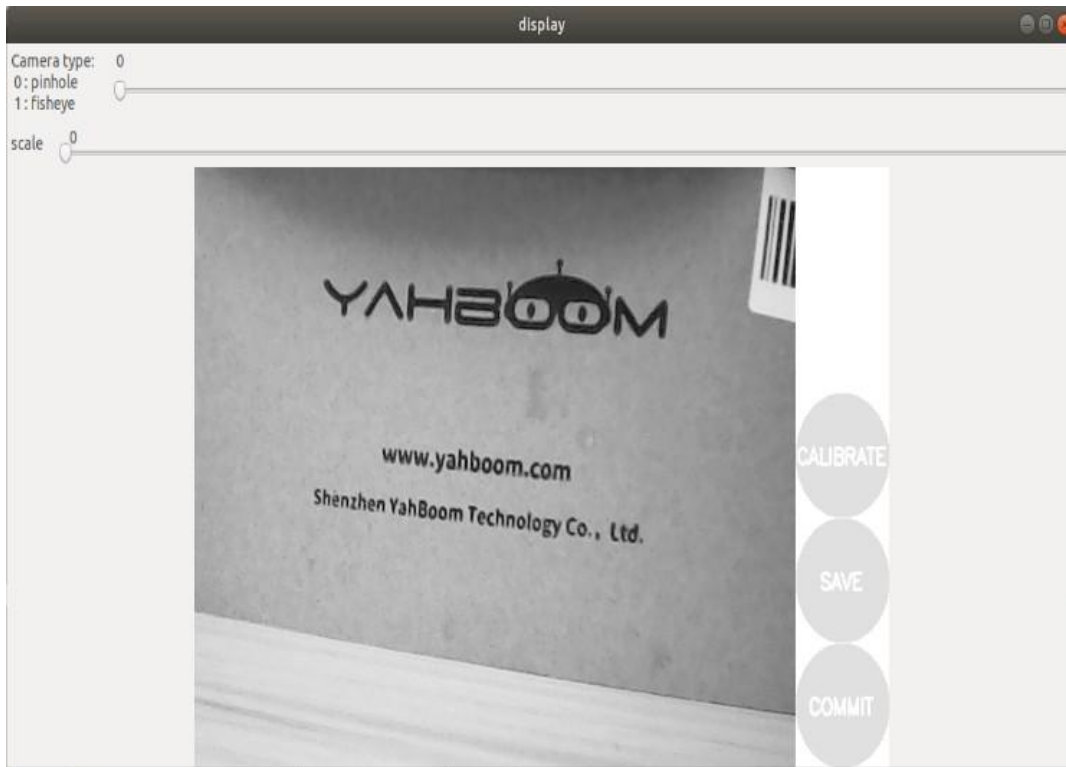 display
Camera type: 0
0 : pinhole
1 : fisheye
scale 0
YAHBOOM
www.yahboom.com
Shenzhen YahBoom Technology Co., Ltd.
CALIBRATE
SAVE
COMMIT